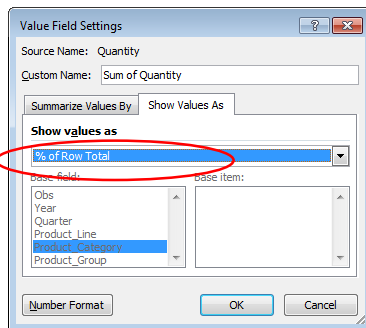 Value Field Settings
Source Name: Quantity
Custom Name: Sum of Quantity
Summarize Values By Show Values As
Show values as
% of Row Total
Base field: Base item:
Obs
Year
Quarter
Product_Line
Product_Category
Product_Group
Number Format OK Cancel